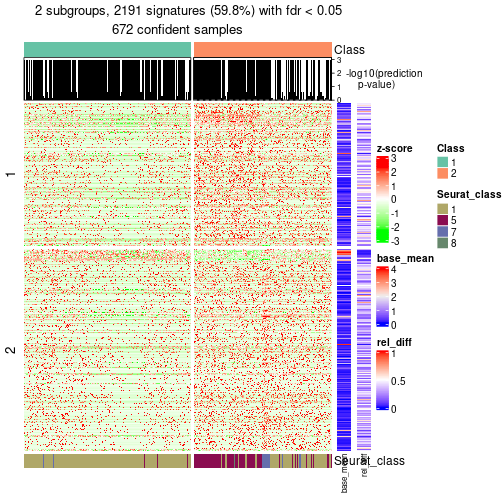 2 subgroups, 2191 signatures (59.8%) with fdr < 0.05
672 confident samples
Class
3
2
1
0
-log10(prediction
p-value)
1
2
z-score
3
2
1
0
-1
-2
-3
base_mean
4
3
2
1
0
rel_diff
1
0.5
0
Class
1
2
Seurat_class
1
5
7
8
Seurat_class